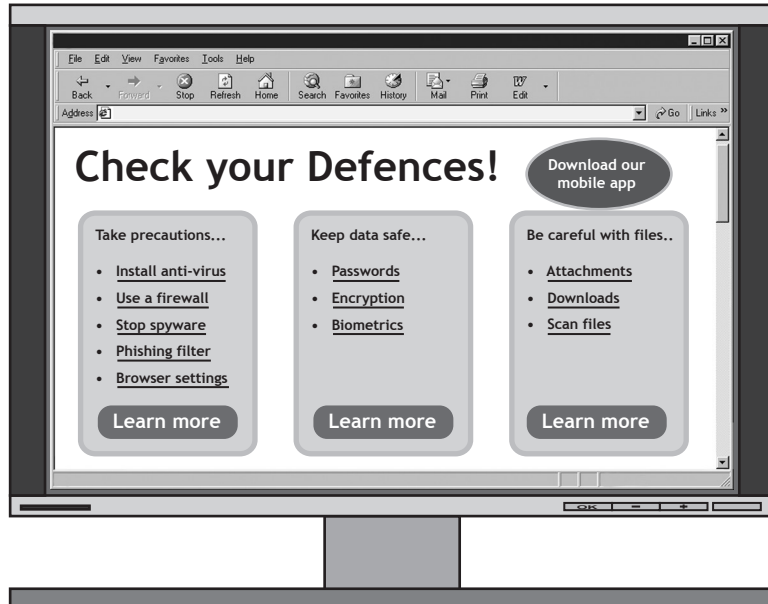 File Edit View Favorites Tools Help
Back Forward Stop Refresh Home Search Favorites History Mail Print Edit
Address Go Links »
Check your Defences!
Download our
mobile app
Take precautions...
• Install anti-virus
• Use a firewall
• Stop spyware
• Phishing filter
• Browser settings
Learn more
Keep data safe...
• Passwords
• Encryption
• Biometrics
Learn more
Be careful with files..
• Attachments
• Downloads
• Scan files
Learn more
OK − +